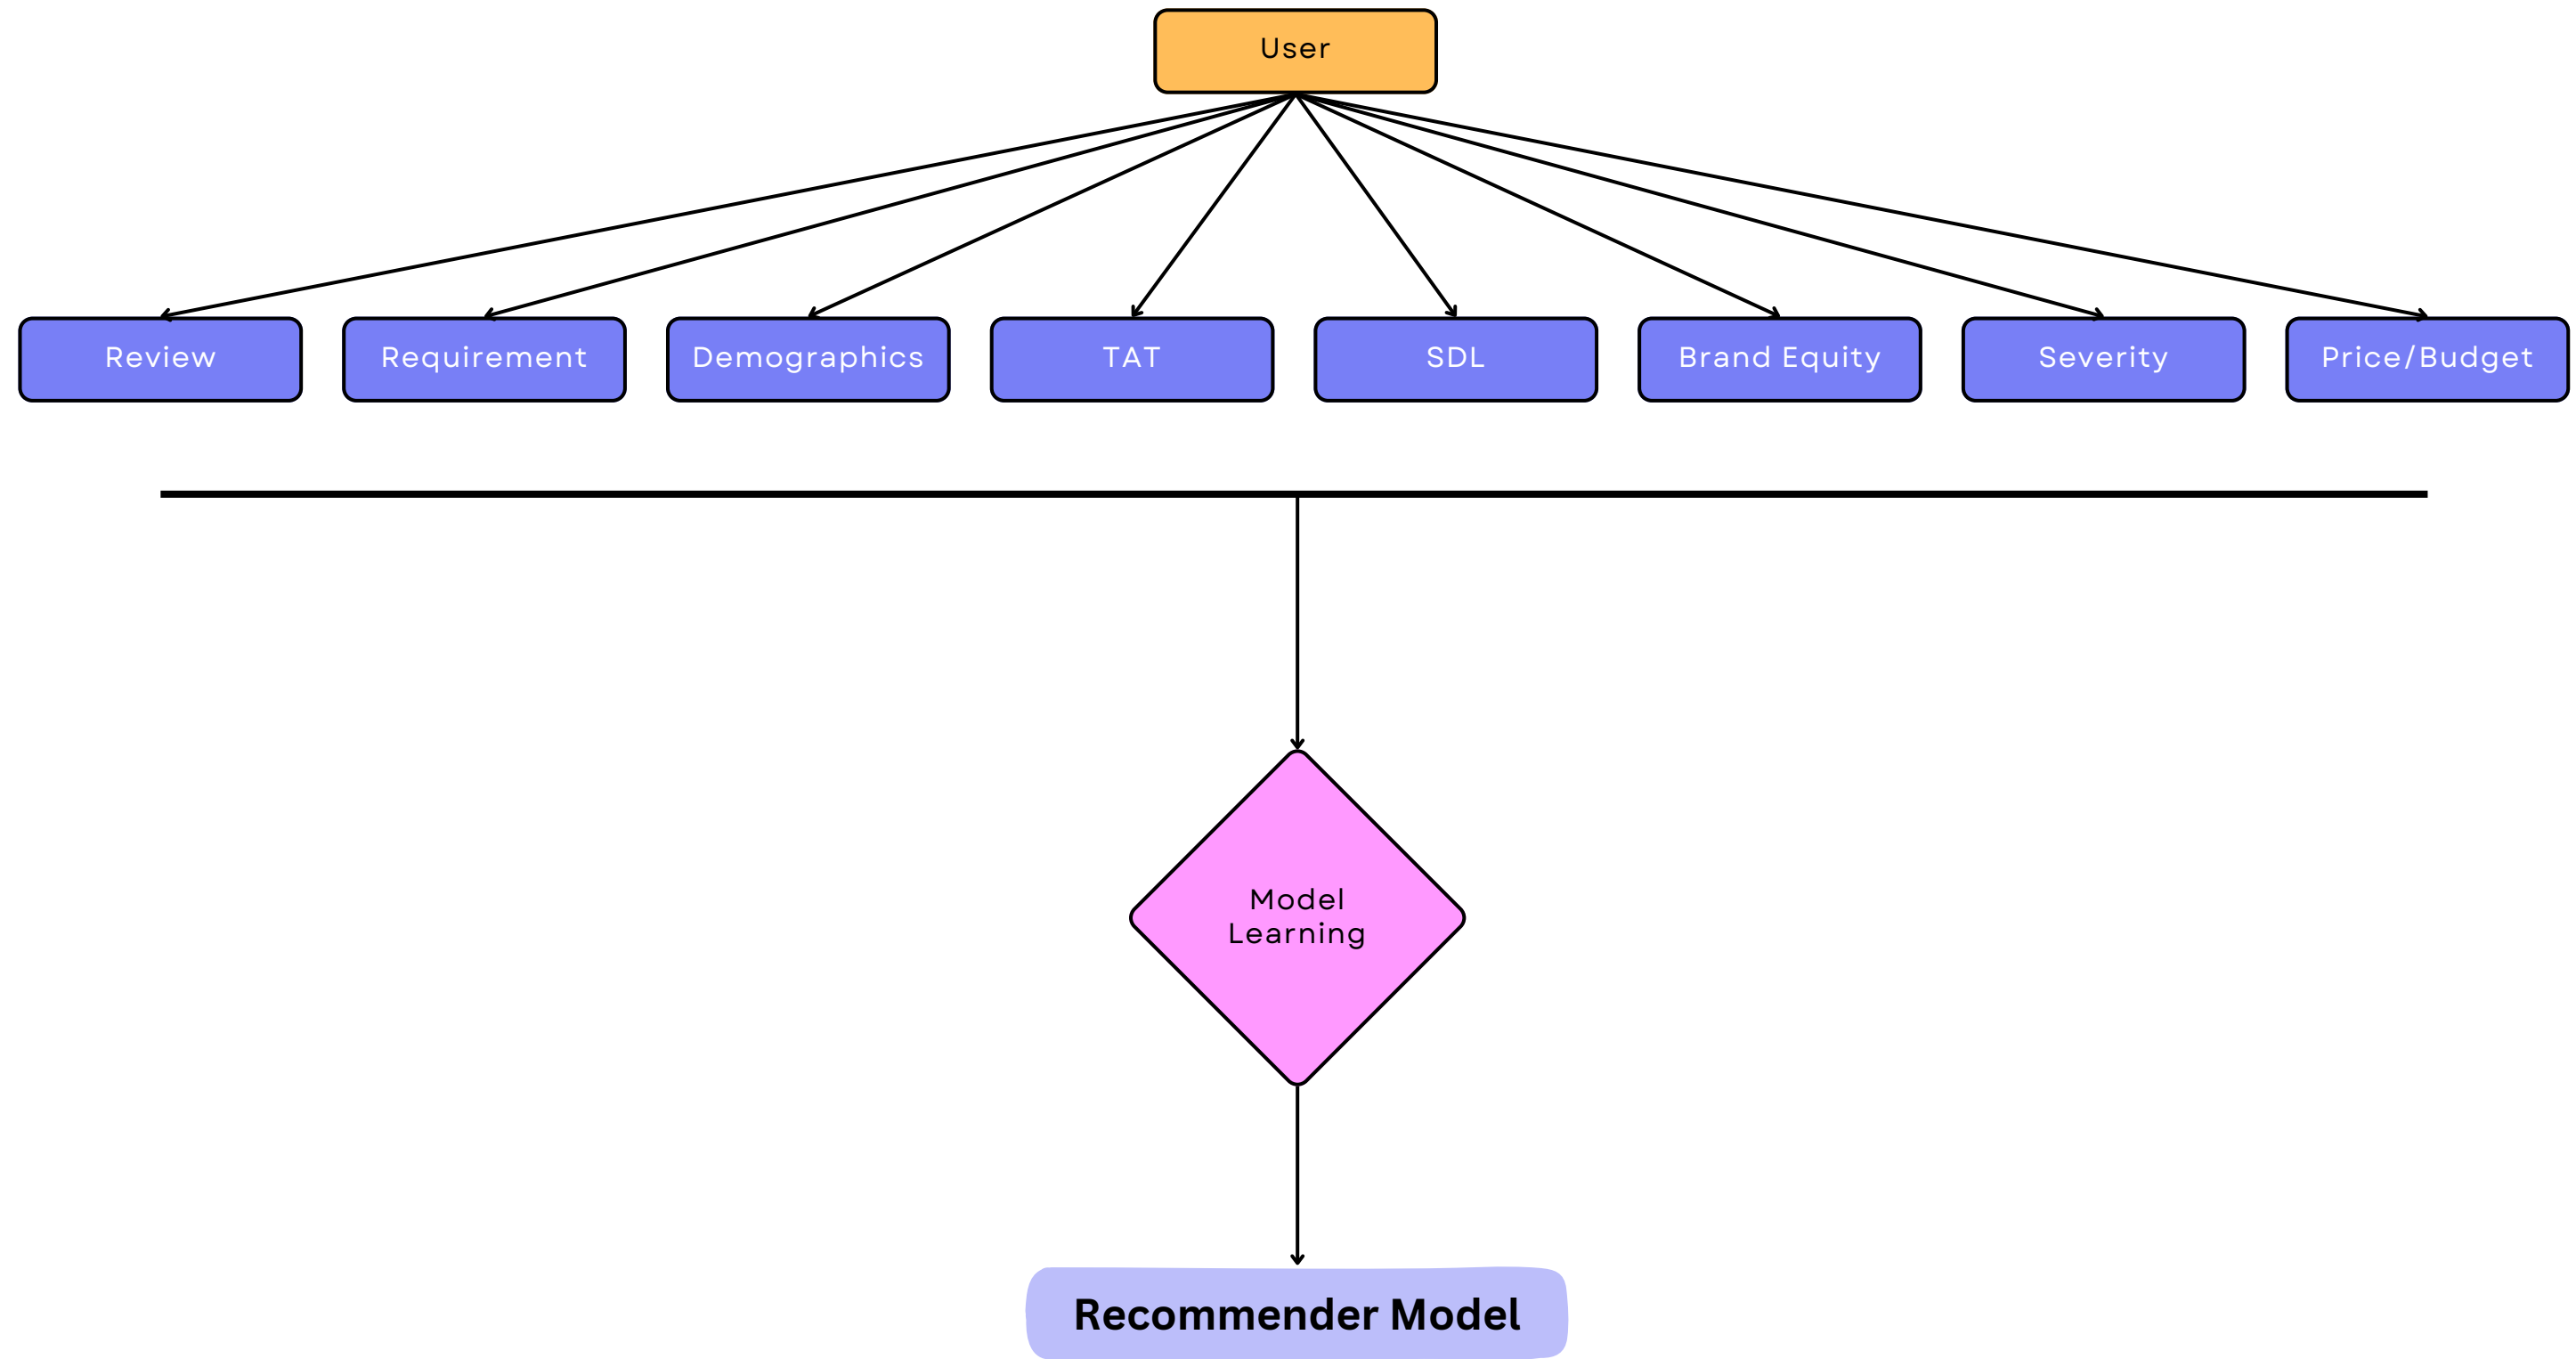 User
Review
Requirement
Demographics
TAT
SDL
Brand Equity
Severity
Price/Budget
Model
Learning
Recommender Model